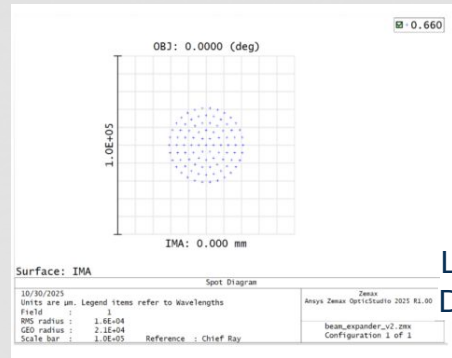 0.660
OBJ: 0.0000 (deg)
1.0E+05
IMA: 0.000 mm
Surface: IMA
Spot Diagram
10/30/2025
Units are µm. Legend items refer to Wavelengths
Field : 1
RMS radius : 1.6E+04
GEO radius : 2.1E+04
Scale bar : 1.0E+05 Reference : Chief Ray
Zemax
Ansys Zemax OpticStudio 2025 R1.00
beam_expander_v2.zmx
Configuration 1 of 1
L
D